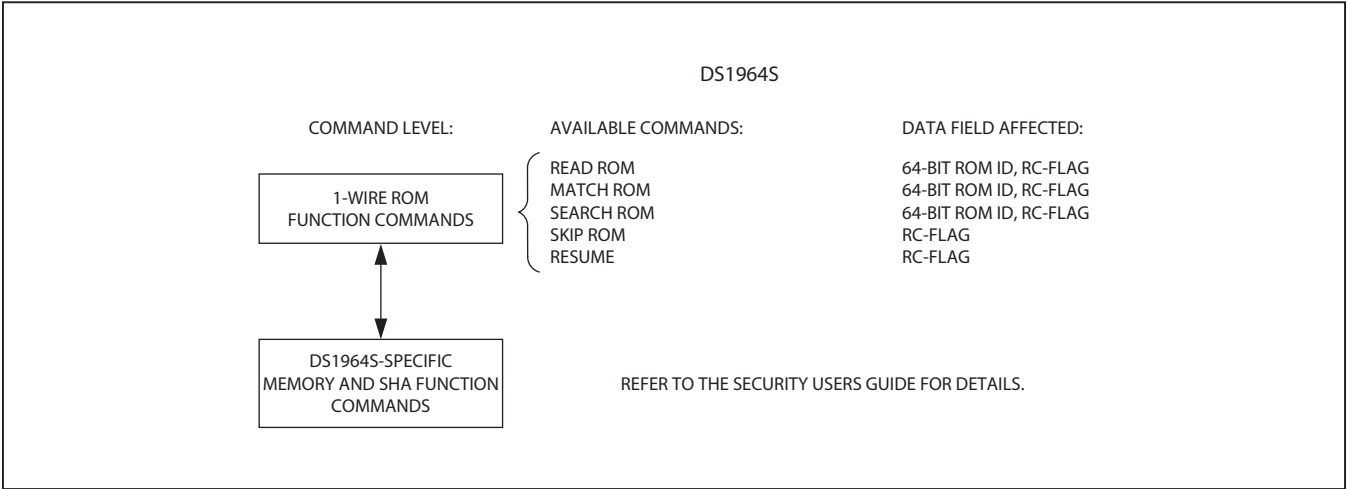 DS1964S
COMMAND LEVEL:
AVAILABLE COMMANDS:
DATA FIELD AFFECTED:
1-WIRE ROM
FUNCTION COMMANDS
READ ROM
MATCH ROM
SEARCH ROM
SKIP ROM
RESUME
64-BIT ROM ID, RC-FLAG
64-BIT ROM ID, RC-FLAG
64-BIT ROM ID, RC-FLAG
RC-FLAG
RC-FLAG
DS1964S-SPECIFIC
MEMORY AND SHA FUNCTION
COMMANDS
REFER TO THE SECURITY USERS GUIDE FOR DETAILS.